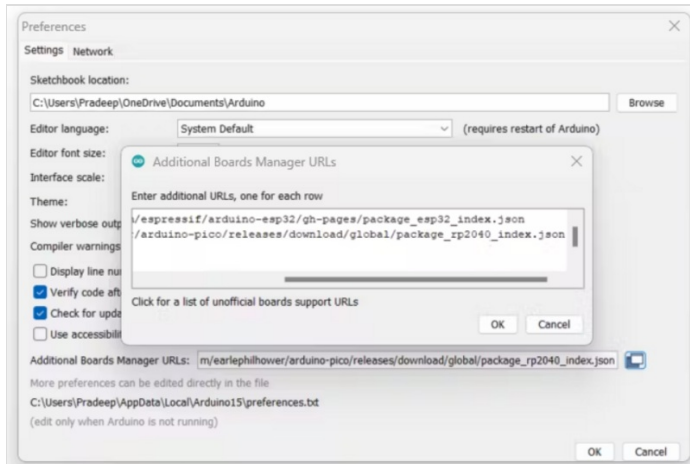 Preferences
Settings Network
Sketchbook location:
C:\Users\Pradeep\OneDrive\Documents\Arduino Browse
Editor language: System Default (requires restart of Arduino)
Editor font size:
Additional Boards Manager URLs
Interface scale:
Enter additional URLs, one for each row
Theme:
/espressif/arduino-esp32/gh-pages/package_esp32_index.json
Show verbose outp
/arduino-pico/releases/download/global/package_rp2040_index.json
Compiler warnings
Display line nu
Verify code aft
Click for a list of unofficial boards support URLs
Check for upda
OK Cancel
Use accessibilit
Additional Boards Manager URLs: m/earlephilhower/arduino-pico/releases/download/global/package_rp2040_index.json
More preferences can be edited directly in the file
C:\Users\Pradeep\AppData\Local\Arduino15\preferences.txt
(edit only when Arduino is not running)
OK Cancel